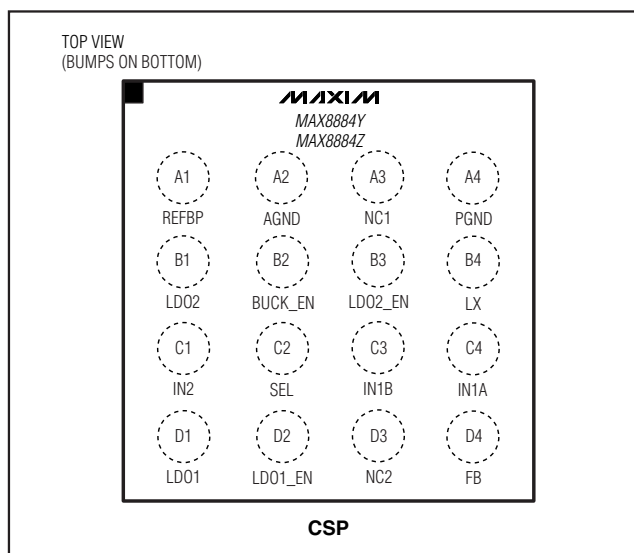 TOP VIEW
(BUMPS ON BOTTOM)
MAXIM
MAX8884Y
MAX8884Z
A1 A2 A3 A4
REFBP AGND NC1 PGND
B1 B2 B3 B4
LDO2 BUCK_EN LDO2_EN LX
C1 C2 C3 C4
IN2 SEL IN1B IN1A
D1 D2 D3 D4
LDO1 LDO1_EN NC2 FB
CSP